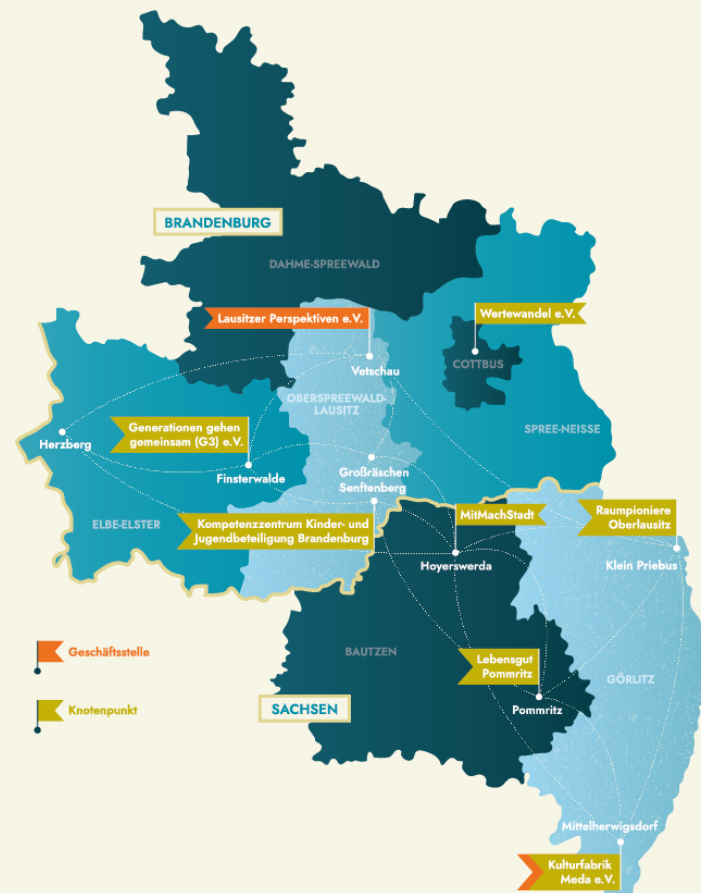 BRANDENBURG
DAHME-SPREEWALD
Lausitzer Perspektiven e.V.
Wertewandel e.V.
COTTBUS
Vetschau
OBERSPREEWALD-
LAUSITZ
Generationen gehen
gemeinsam (G3) e.V.
SPREE-NEISSE
Herzberg
Großräschen
Finsterwalde
Senftenberg
ELBE-ELSTER
Kompetenzzentrum Kinder- und
Jugendbeteiligung Brandenburg
MitMachStadt
Raumpioniere
Oberlausitz
Hoyerswerda
Klein Priebus
Geschäftsstelle
BAUTZEN
Lebensgut
Pommritz
GÖRLITZ
Knotenpunkt
SACHSEN
Pommritz
Mittelherwigsdorf
Kulturfabrik
Meda e.V.